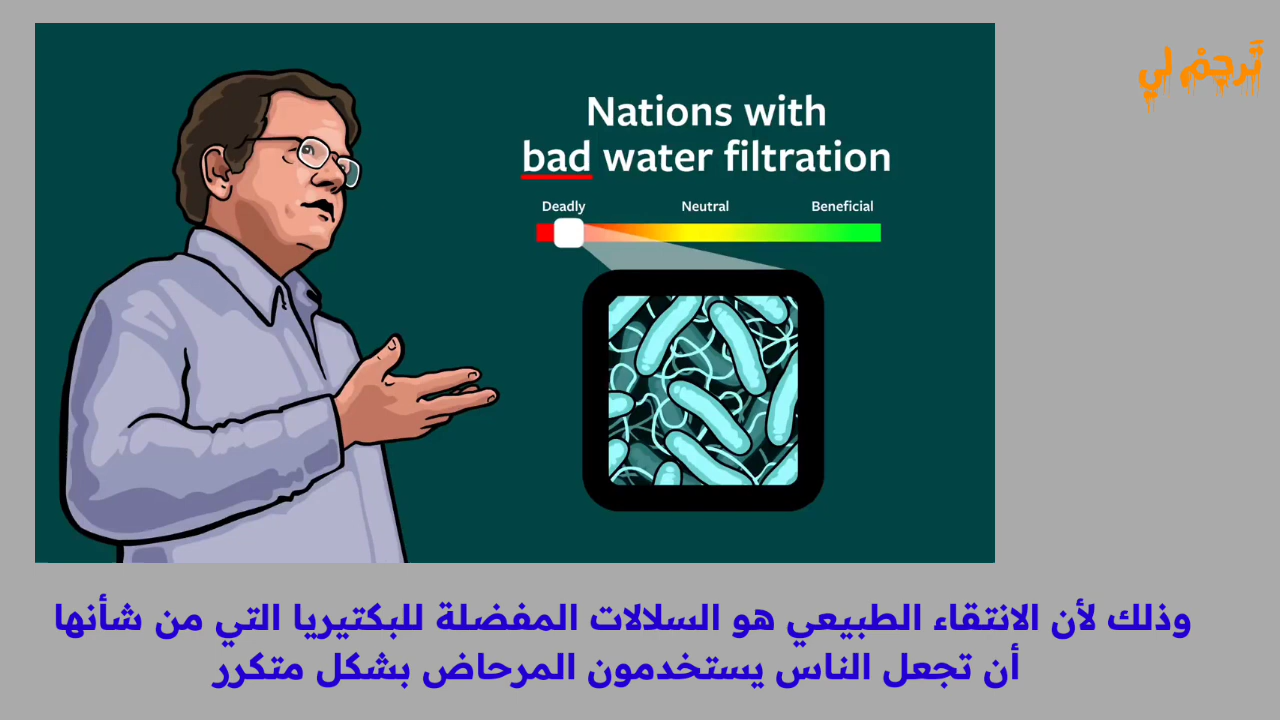 تَرجِمْ لي
Nations with
bad water filtration
Deadly Neutral Beneficial
وذلك لأن الانتقاء الطبيعي هو السلالات المفضلة للبكتيريا التي من شأنها
أن تجعل الناس يستخدمون المرحاض بشكل متكرر